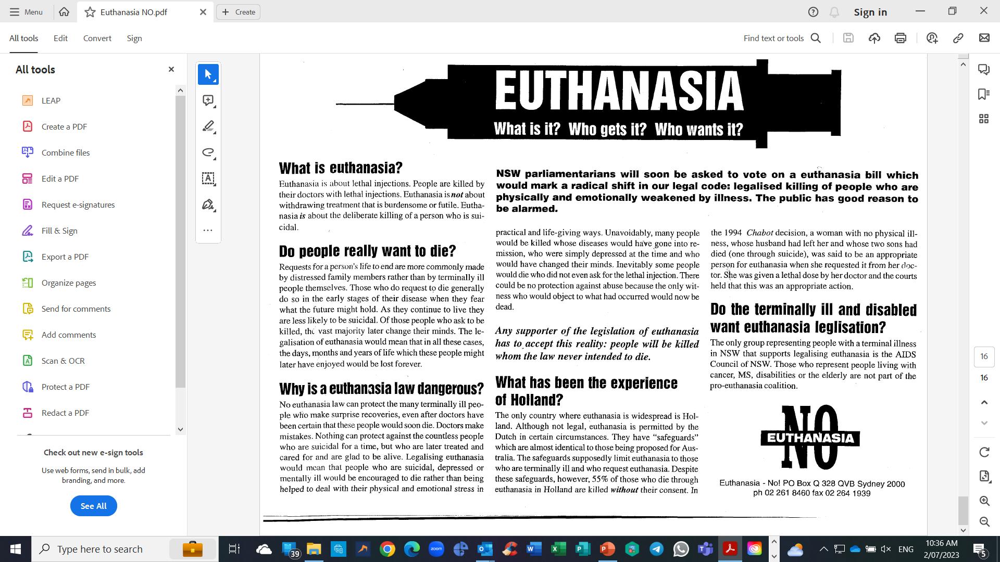 Menu
Euthanasia NO.pdf
Create
Sign in
All tools
Edit
Convert
Sign
Find text or tools
All tools
LEAP
Create a PDF
Combine files
Edit a PDF
Request e-signatures
Fill & Sign
Export a PDF
Organize pages
Send for comments
Add comments
Scan & OCR
Protect a PDF
Redact a PDF
Check out new e-sign tools
Use web forms, send in bulk, add
branding, and more.
See All
EUTHANASIA
What is it? Who gets it? Who wants it?
What is euthanasia?
Euthanasia is about lethal injections. People are killed by
their doctors with lethal injections. Euthanasia is not about
withdrawing treatment that is burdensome or futile. Eutha-
nasia is about the deliberate killing of a person who is sui-
cidal.
Do people really want to die?
Requests for a person's life to end are more commonly made
by distressed family members rather than by terminally ill
people themselves. Those who do request to die generally
do so in the early stages of their disease when they fear
what the future might hold. As they continue to live they
are less likely to be suicidal. Of those people who ask to be
killed, the vast majority later change their minds. The le-
galisation of euthanasia would mean that in all these cases,
the days, months and years of life which these people might
later have enjoyed would be lost forever.
Why is a euthanasia law dangerous?
No euthanasia law can protect the many terminally ill peo-
ple who make surprise recoveries, even after doctors have
been certain that these people would soon die. Doctors make
mistakes. Nothing can protect against the countless people
who are suicidal for a time, but who are later treated and
cared for and are glad to be alive. Legalising euthanasia
would mean that people who are suicidal, depressed or
mentally ill would be encouraged to die rather than being
helped to deal with their physical and emotional stress in
NSW parliamentarians will soon be asked to vote on a euthanasia bill which
would mark a radical shift in our legal code: legalised killing of people who are
physically and emotionally weakened by illness. The public has good reason to
be alarmed.
practical and life-giving ways. Unavoidably, many people
would be killed whose diseases would have gone into re-
mission, who were simply depressed at the time and who
would have changed their minds. Inevitably some people
would die who did not even ask for the lethal injection. There
could be no protection against abuse because the only wit-
ness who would object to what had occurred would now be
dead.
Any supporter of the legislation of euthanasia
has to accept this reality: people will be killed
whom the law never intended to die.
What has been the experience
of Holland?
The only country where euthanasia is widespread is Hol-
land. Although not legal, euthanasia is permitted by the
Dutch in certain circumstances. They have “safeguards”
which are almost identical to those being proposed for Aus-
tralia. The safeguards supposedly limit euthanasia to those
who are terminally ill and who request euthanasia. Despite
these safeguards, however, 55% of those who die through
euthanasia in Holland are killed without their consent. In
the 1994 Chabot decision, a woman with no physical ill-
ness, whose husband had left her and whose two sons had
died (one through suicide), was said to be an appropriate
person for euthanasia when she requested it from her doc-
tor. She was given a lethal dose by her doctor and the courts
held that this was an appropriate action.
Do the terminally ill and disabled
want euthanasia leglisation?
The only group representing people with a terminal illness
in NSW that supports legalising euthanasia is the AIDS
Council of NSW. Those who represent people living with
cancer, MS, disabilities or the elderly are not part of the
pro-euthanasia coalition.
NO
EUTHANASIA
Euthanasia - No! PO Box Q 328 QVB Sydney 2000
ph 02 261 8460 fax 02 264 1939
16
16
Type here to search
39
zoom
ENG
10:36 AM
2/07/2023
5